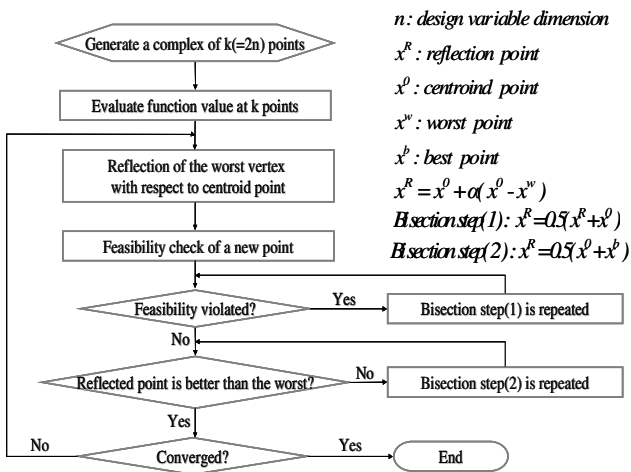 Generate a complex of k(=2n) points
Evaluate function value at k points
Reflection of the worst vertex
with respect to centroid point
Feasibility check of a new point
Feasibility violated?
Yes
Bisection step(1) is repeated
No
Reflected point is better than the worst?
No
Bisection step(2) is repeated
Yes
No
Converged?
Yes
End
n: design variable dimension
x^R : reflection point
x^0 : centroind point
x^w : worst point
x^b : best point
x^R = x^0 + α( x^0 - x^w )
Bisection step(1) : x^R=0.5(x^R+x^0)
Bisection step(2) : x^R=0.5(x^0+x^b)